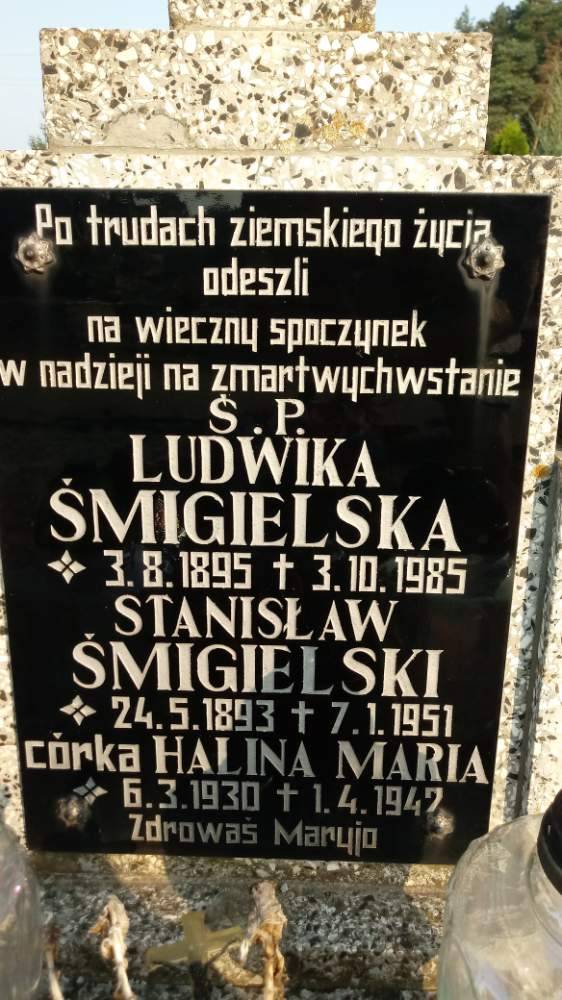 Po trudach ziemskiego życia
odeszli
na wieczny spoczynek
w nadzieji na zmartwychwstanie
Ś.P.
LUDWIKA
ŚMIGIELSKA
3.8.1895 † 3.10.1985
STANISŁAW
ŚMIGIELSKI
24.5.1893 † 7.1.1951
córka HALINA MARIA
6.3.1930 † 1.4.1947
Zdrowaś Maryjo